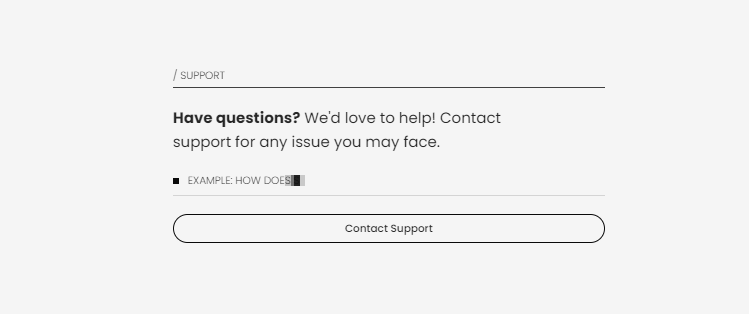 / SUPPORT
Have questions? We'd love to help! Contact
support for any issue you may face.
EXAMPLE: HOW DOES
Contact Support